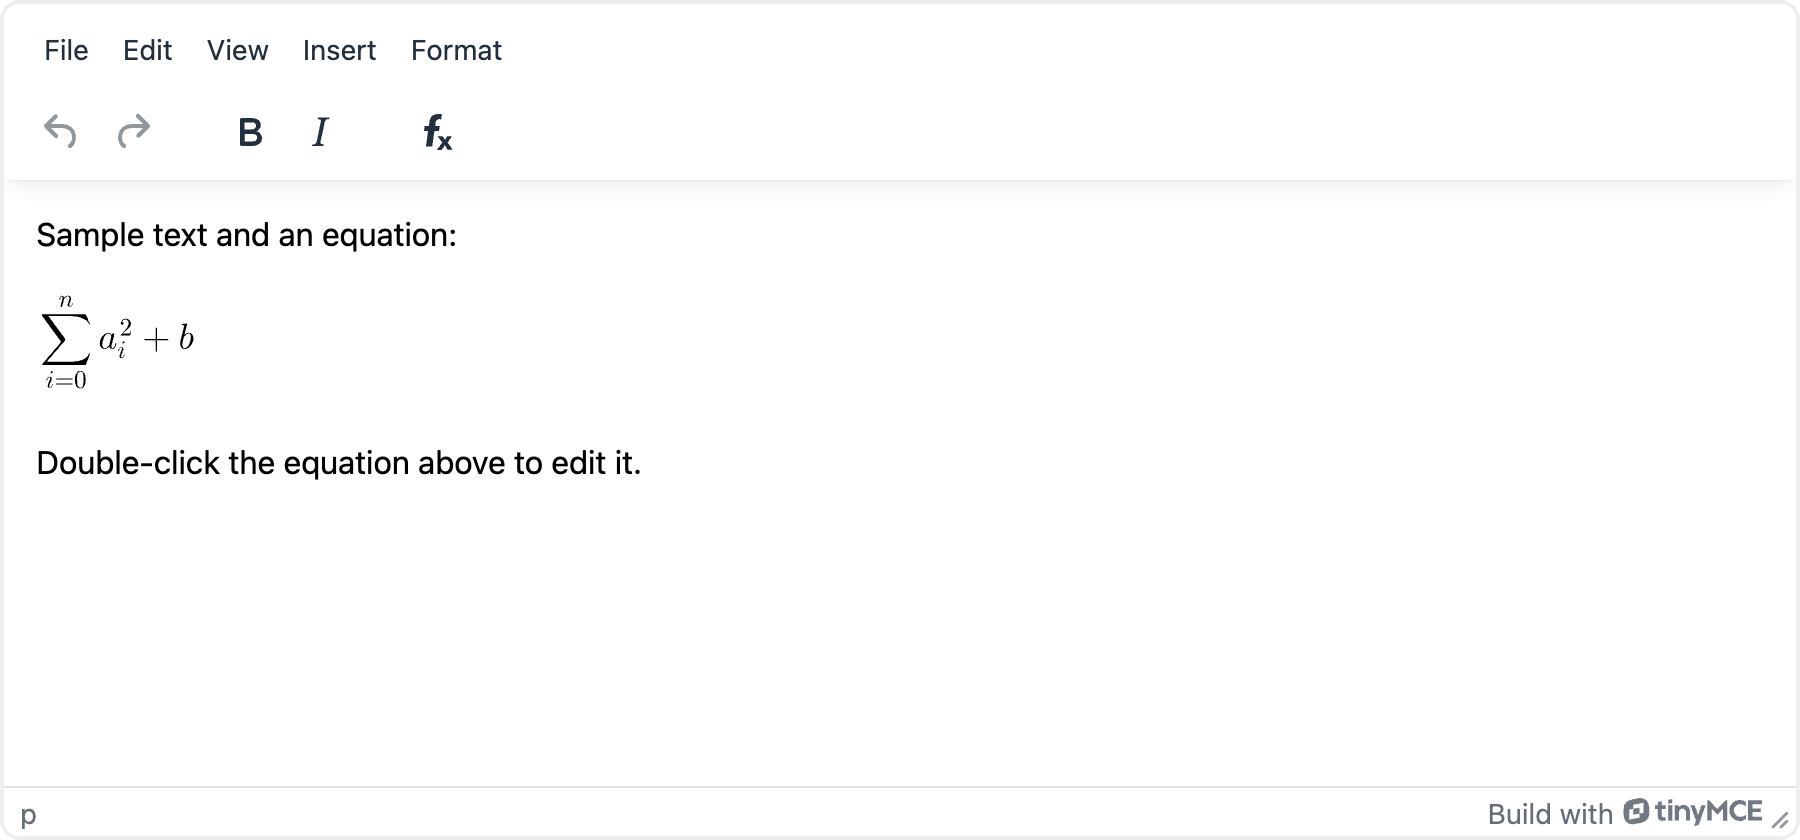 File Edit View Insert Format
B I fx
Sample text and an equation:
n
∑ a_i^2 + b
i=0
Double-click the equation above to edit it.
p Build with tinyMCE